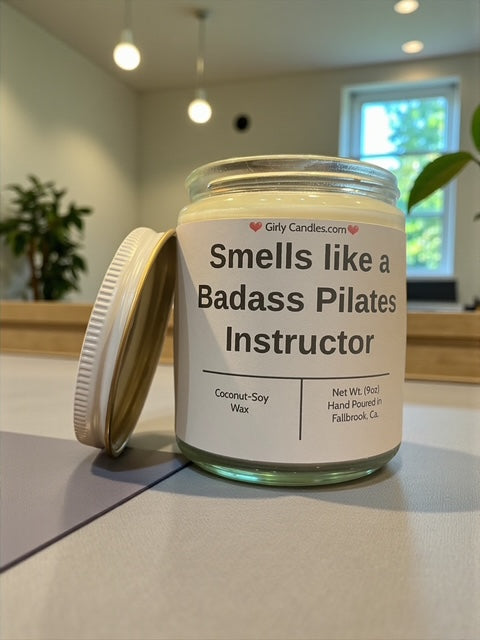 ❤ Girly Candles.com ❤
Smells like a
Badass Pilates
Instructor
Coconut-Soy
Wax
Net Wt. (9oz)
Hand Poured in
Fallbrook, Ca.